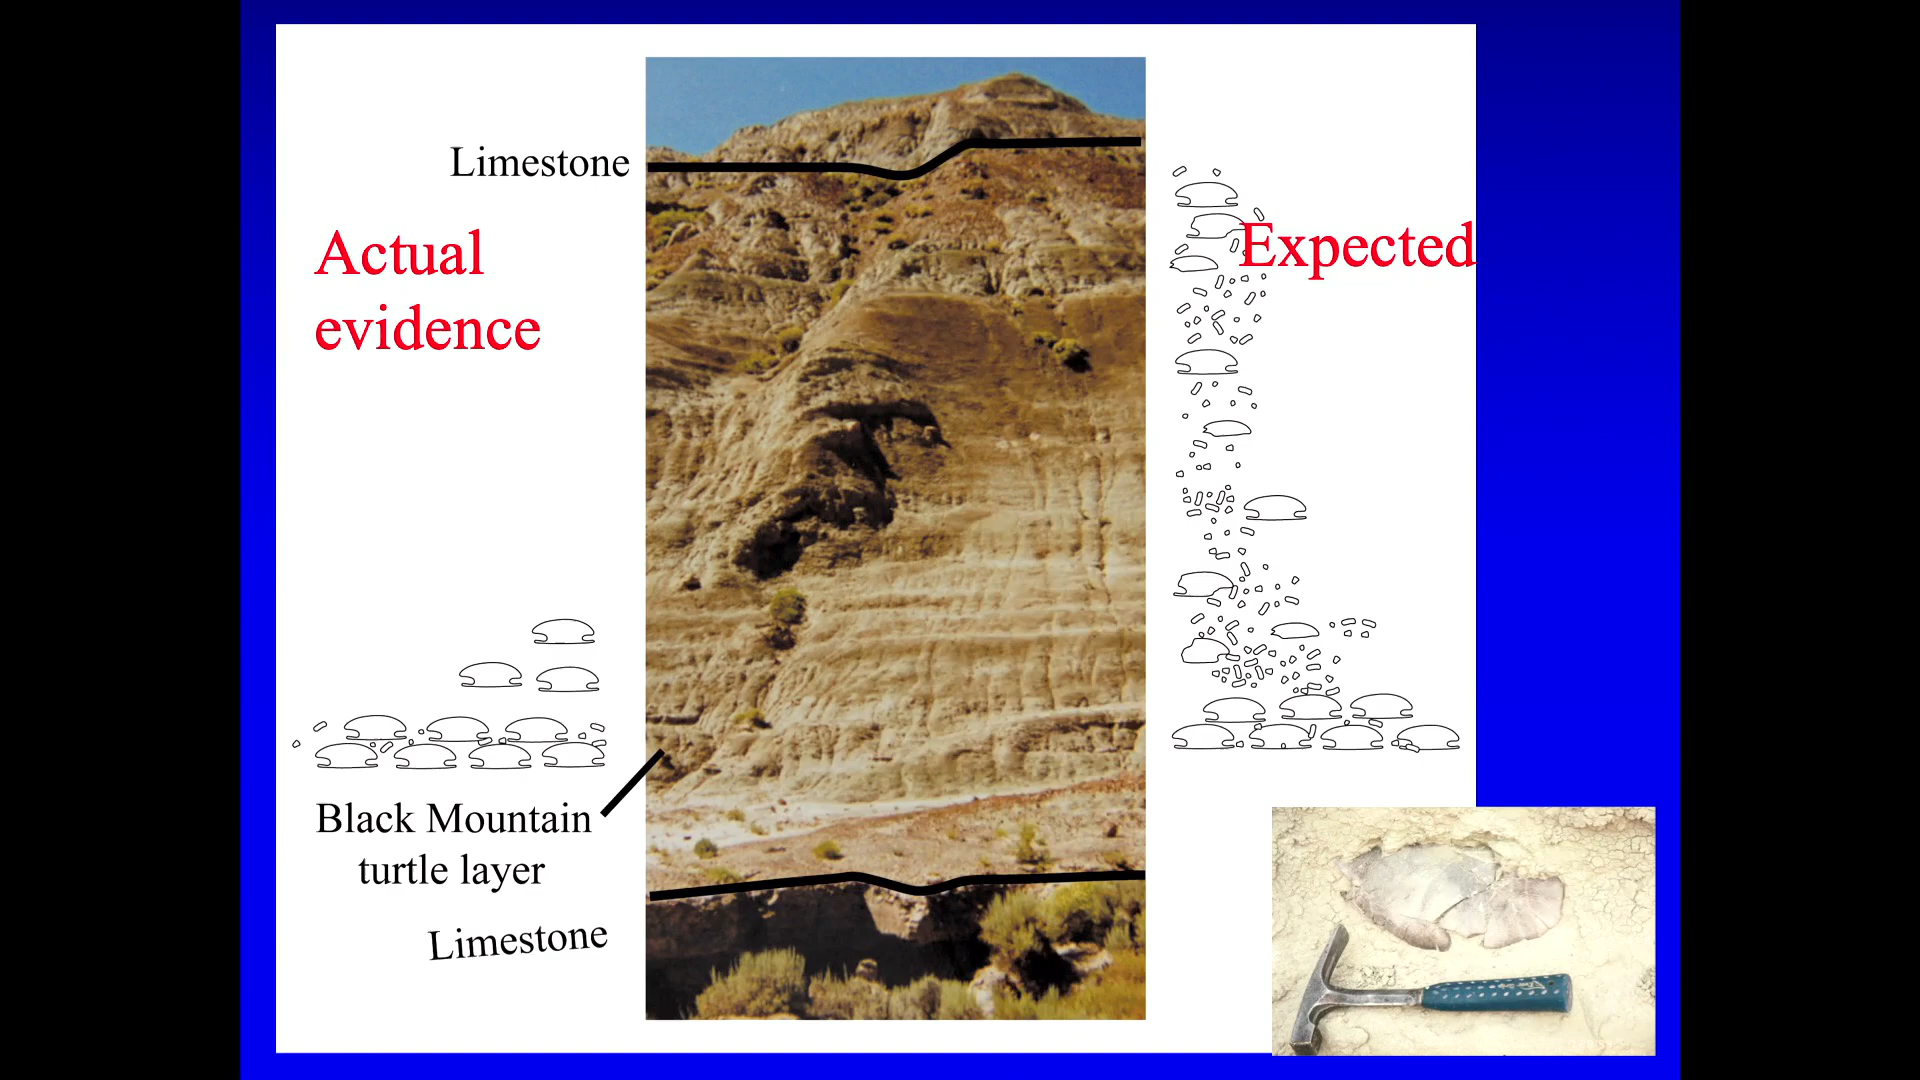 Limestone
Actual
evidence
Expected
Black Mountain
turtle layer
Limestone